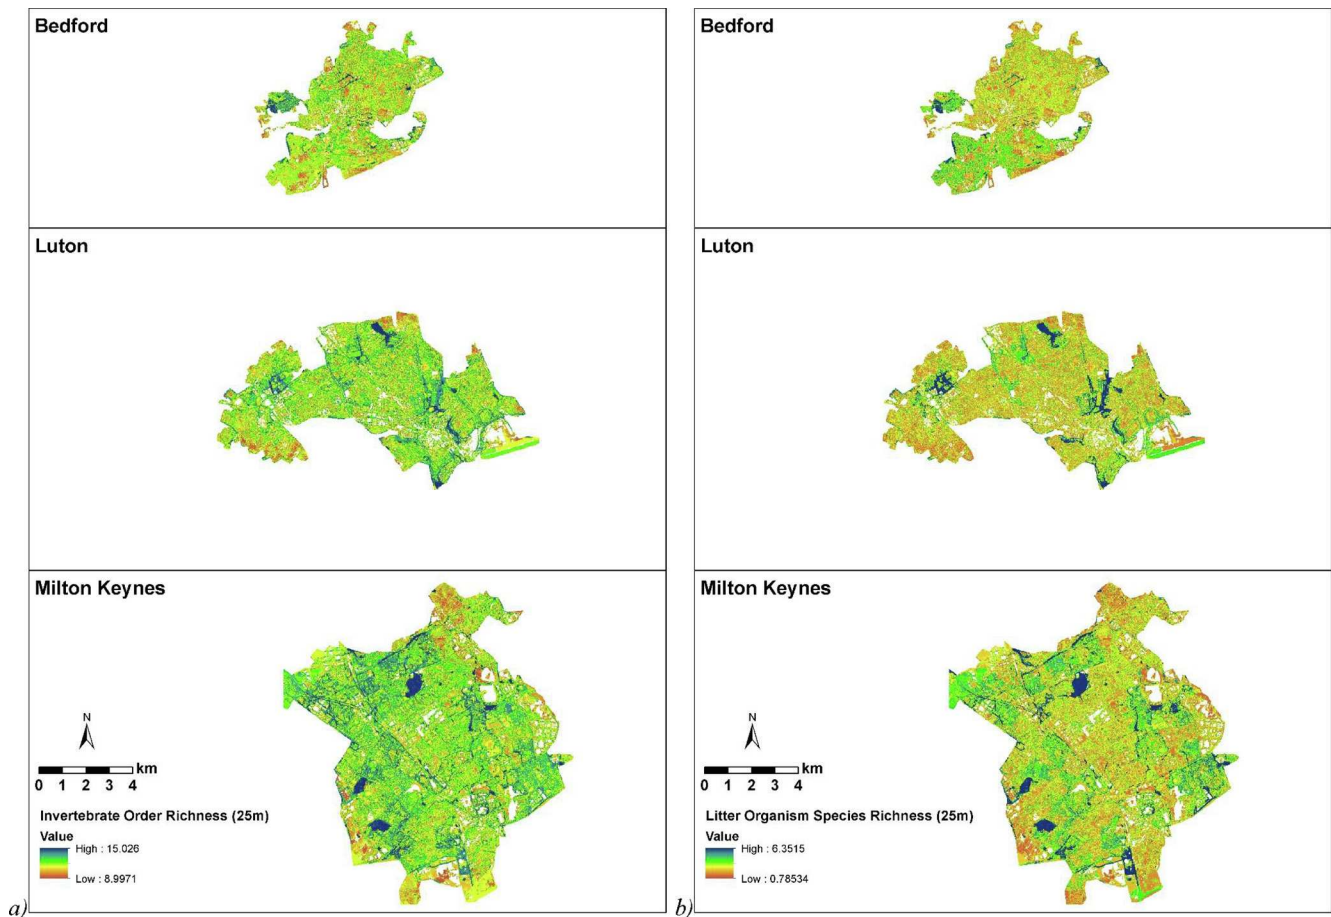 Bedford
Luton
Milton Keynes
N
km
0 1 2 3 4
Invertebrate Order Richness (25m)
Value
High : 15.026
Low : 8.9971
a)
Bedford
Luton
Milton Keynes
N
km
0 1 2 3 4
Litter Organism Species Richness (25m)
Value
High : 6.3515
Low : 0.78534
b)